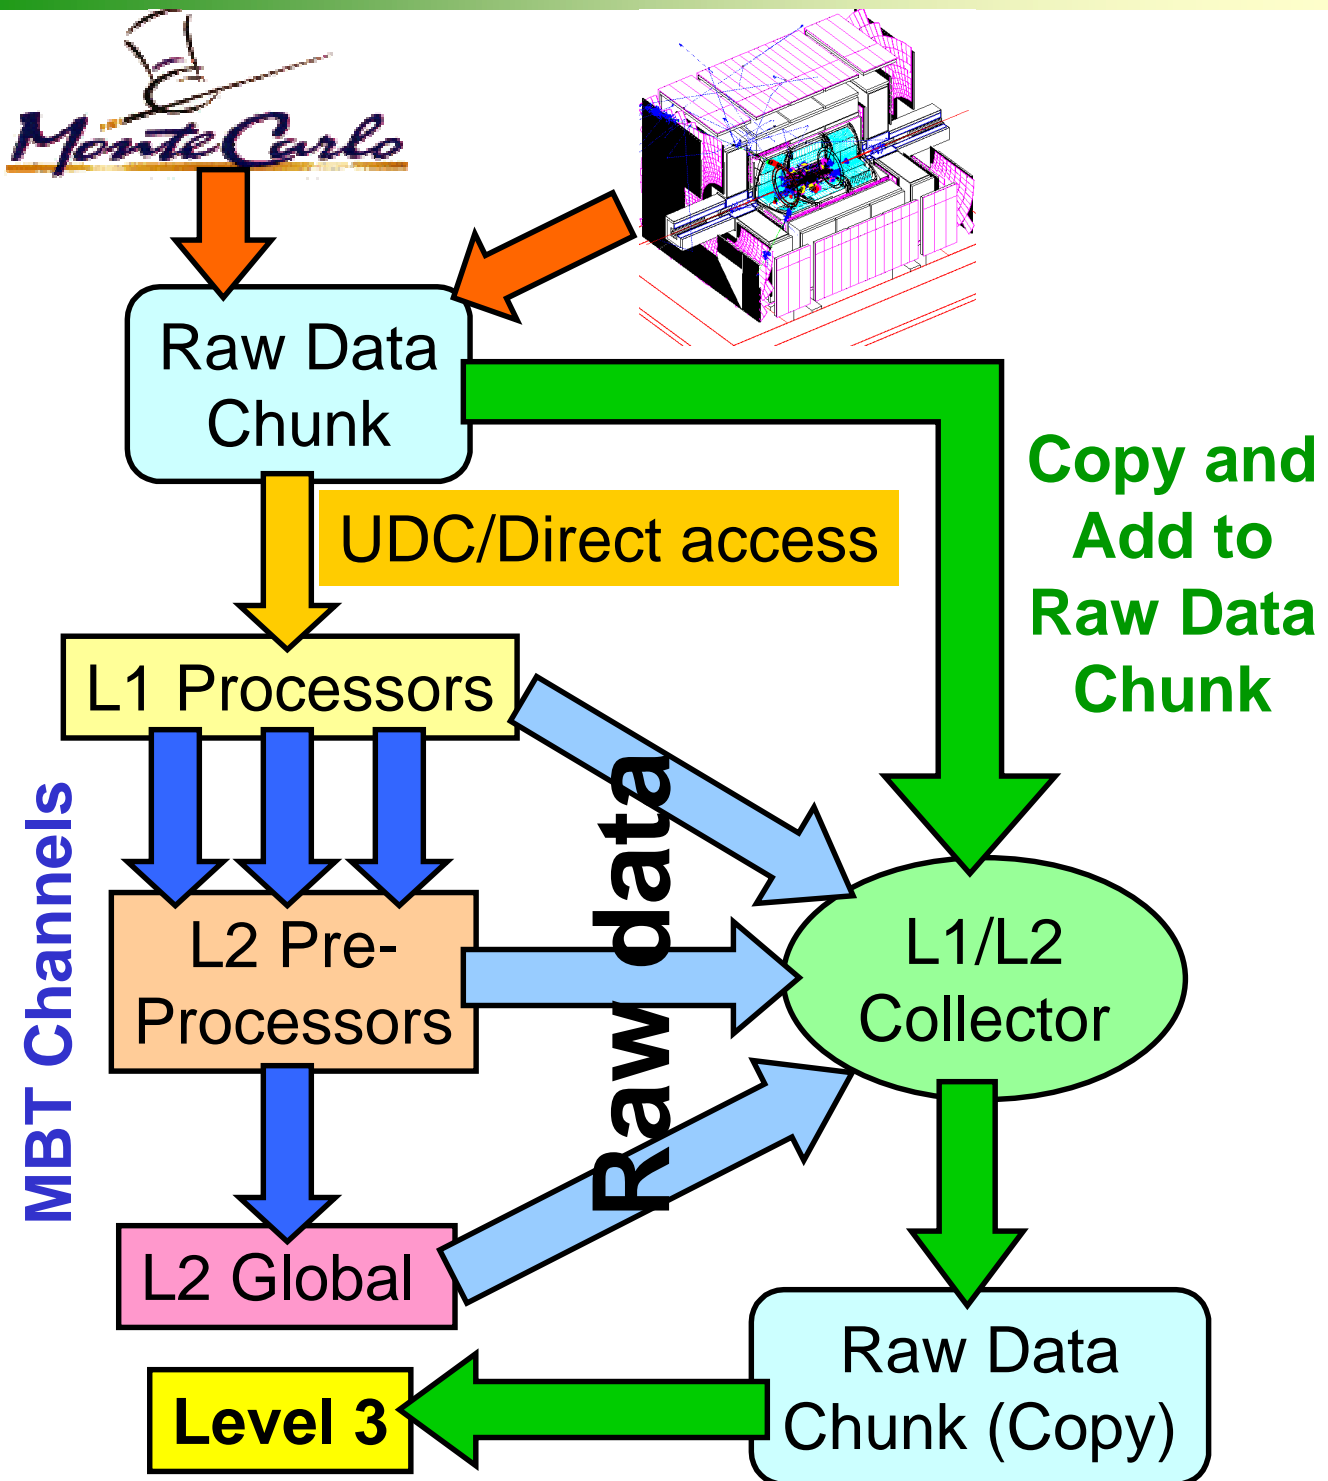 Monte Carlo
Raw Data
Chunk
Copy and
Add to
Raw Data
Chunk
UDC/Direct access
L1 Processors
MBT Channels
Raw data
L2 Pre-
Processors
L1/L2
Collector
L2 Global
Raw Data
Chunk (Copy)
Level 3